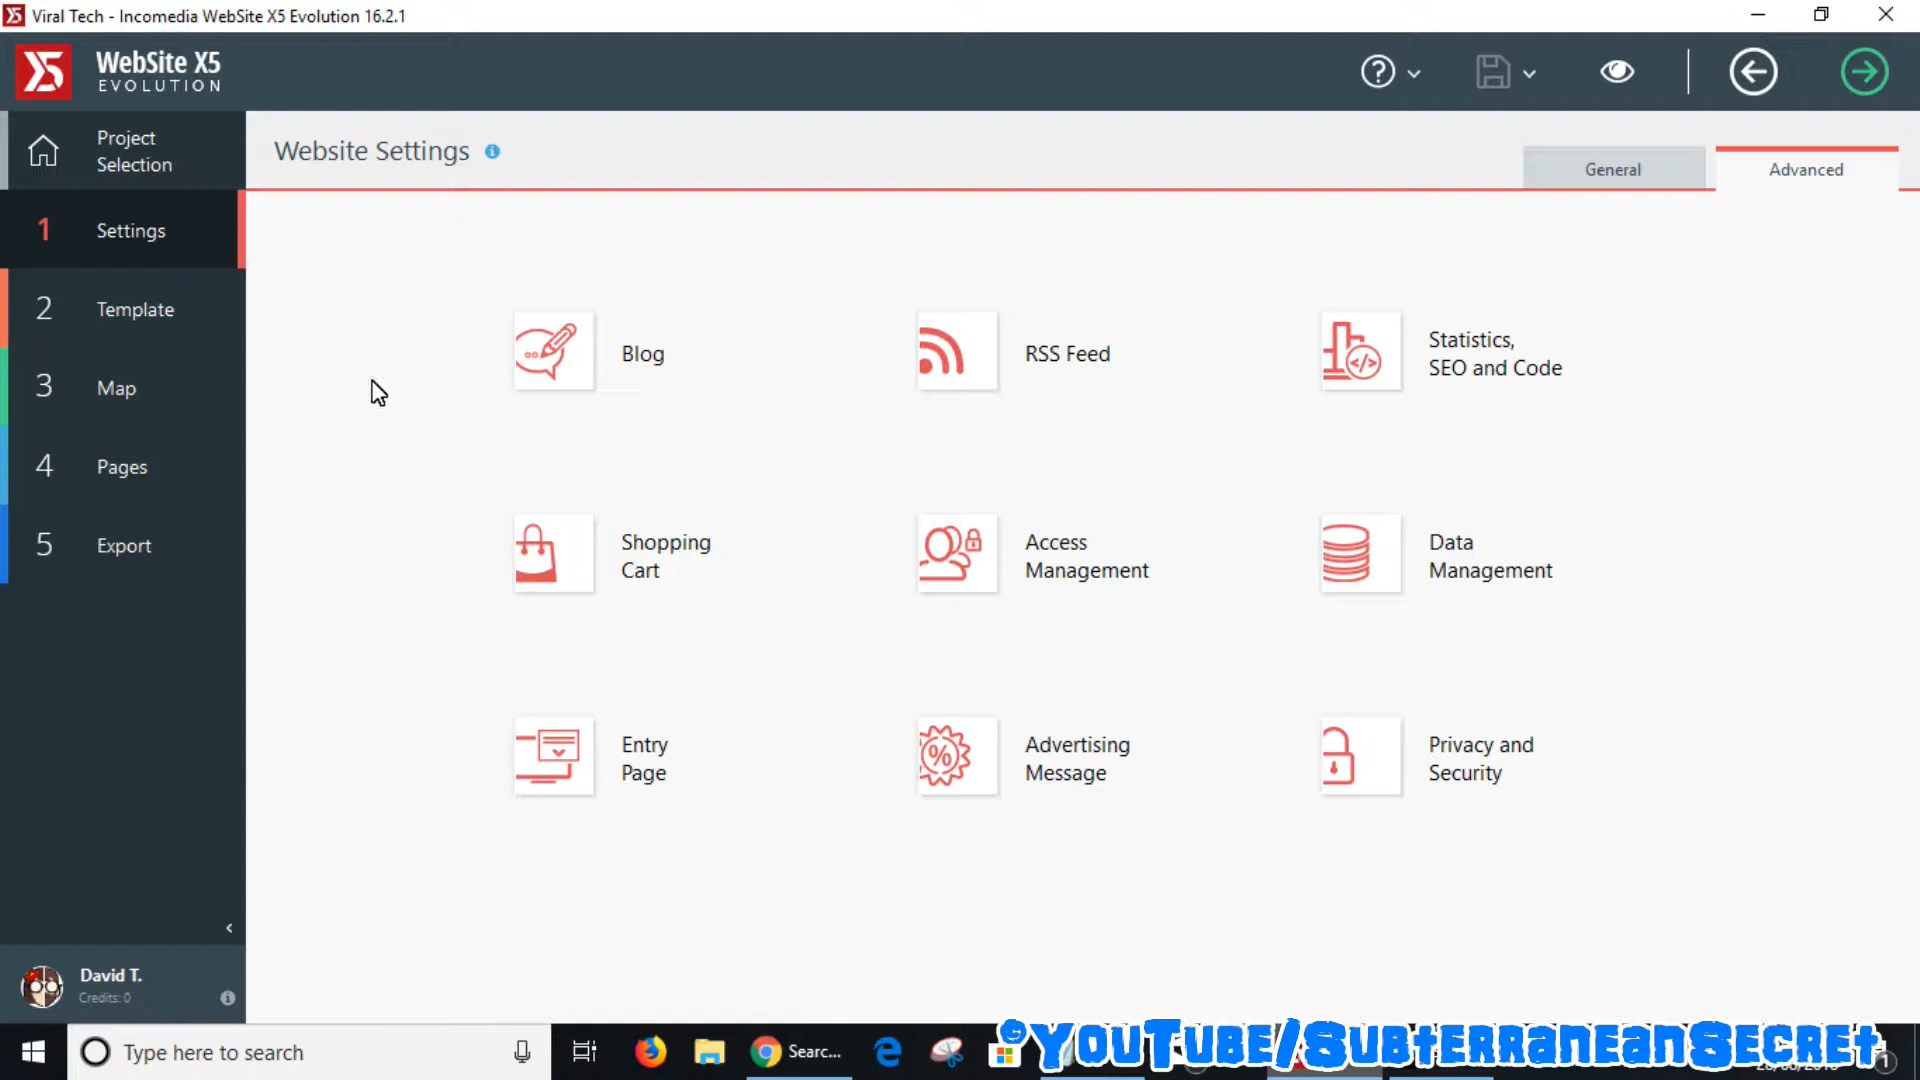 Viral Tech - Incomedia WebSite X5 Evolution 16.2.1
WebSite X5
EVOLUTION
Project
Selection
Website Settings
General
Advanced
1 Settings
2 Template
3 Map
4 Pages
5 Export
Blog
RSS Feed
Statistics,
SEO and Code
Shopping
Cart
Access
Management
Data
Management
Entry
Page
Advertising
Message
Privacy and
Security
David T.
Credits: 0
Type here to search
Searc...
YouTube/SubterraneanSecret
1